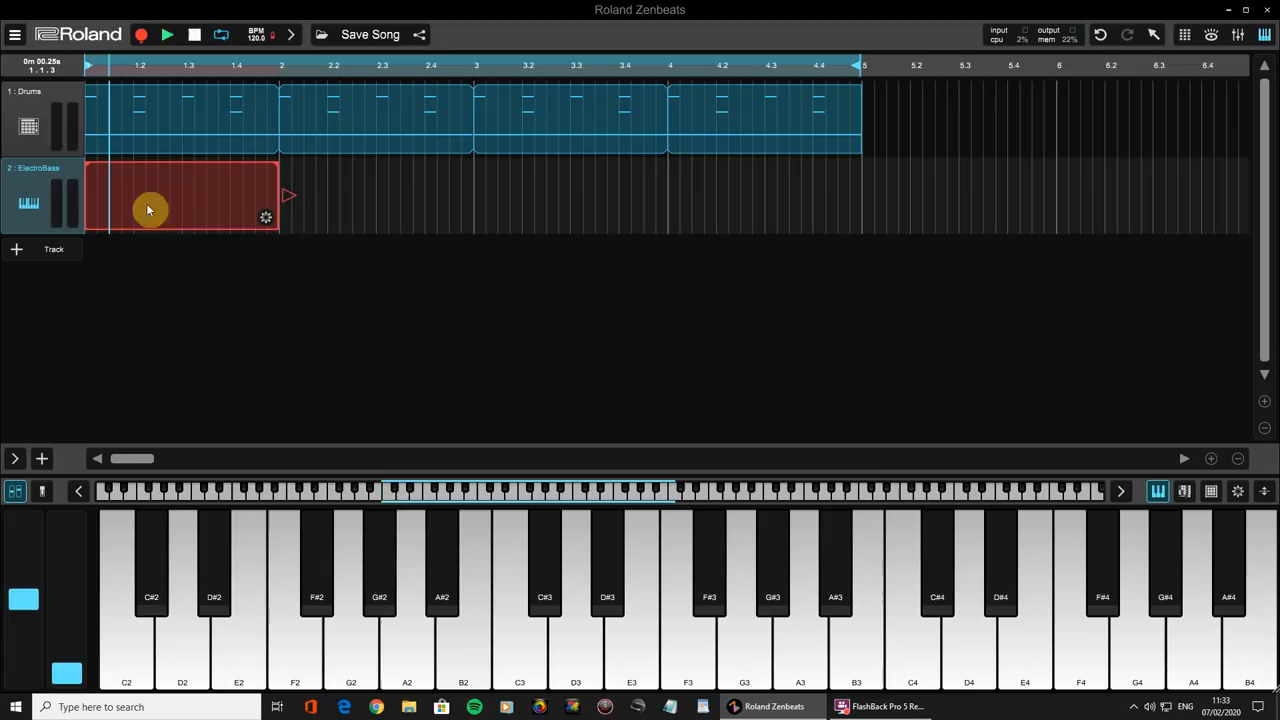 Roland Zenbeats
Roland
BPM
120.0
Save Song
input
cpu 2%
output
mem 22%
0m 00.25s
1 . 1 . 3
1.2 1.3 1.4 2 2.2 2.3 2.4 3 3.2 3.3 3.4 4 4.2 4.3 4.4 5 5.2 5.3 5.4 6 6.2 6.3 6.4
1 : Drums
2 : ElectroBass
Track
C#2 D#2 F#2 G#2 A#2 C#3 D#3 F#3 G#3 A#3 C#4 D#4 F#4 G#4 A#4
C2 D2 E2 F2 G2 A2 B2 C3 D3 E3 F3 G3 A3 B3 C4 D4 E4 F4 G4 A4 B4
Type here to search
Roland Zenbeats
FlashBack Pro 5 Re...
ENG
11:33
07/02/2020